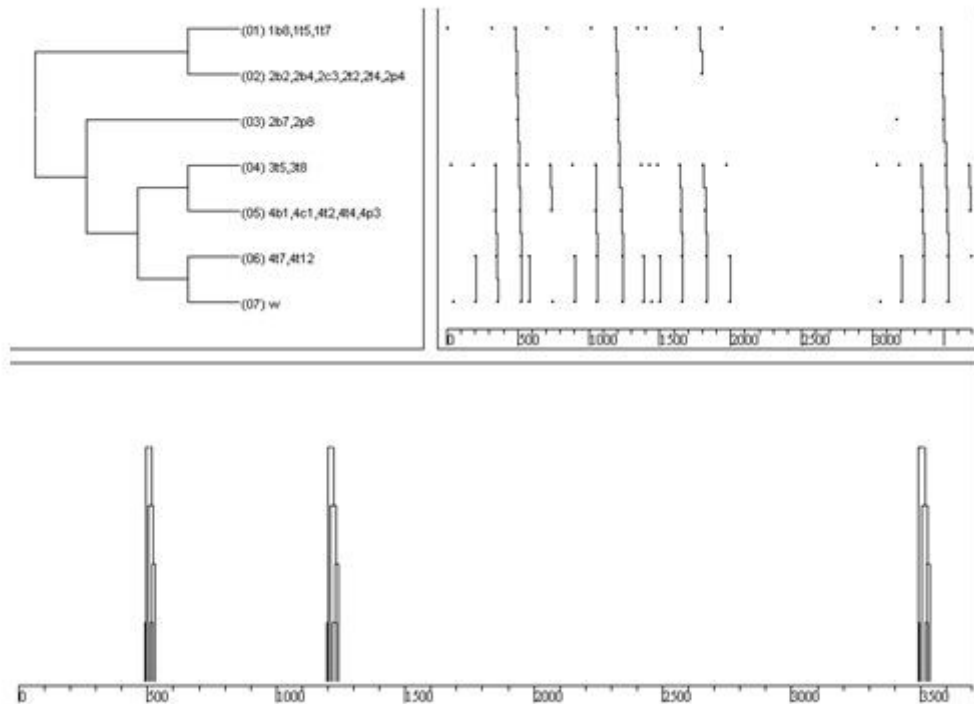 (01) 1b8,1t5,1t7
(02) 2b2,2b4,2c3,2t2,2t4,2p4
(03) 2b7,2p8
(04) 3t5,3t8
(05) 4b1,4c1,4t2,4t4,4p3
(06) 4t7,4t12
(07) w
0 500 1000 1500 2000 2500 3000
0 500 1000 1500 2000 2500 3000 3500